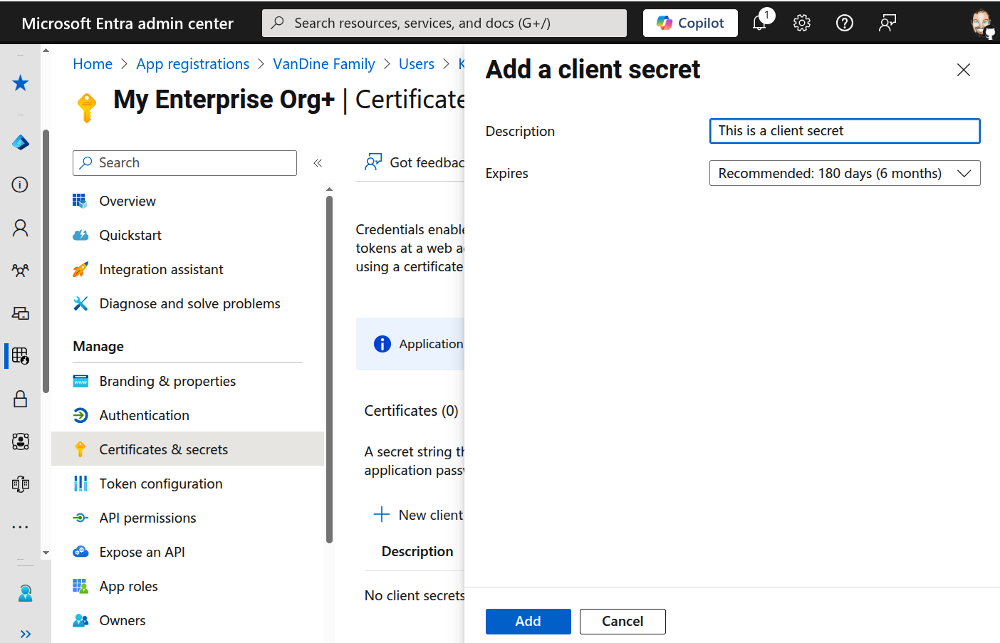 Microsoft Entra admin center
Search resources, services, and docs (G+/)
Copilot
1
Home > App registrations > VanDine Family > Users >
My Enterprise Org+ | Certificate
Search
Overview
Quickstart
Integration assistant
Diagnose and solve problems
Manage
Branding & properties
Authentication
Certificates & secrets
Token configuration
API permissions
Expose an API
App roles
Owners
Got feedbac
Credentials enable
tokens at a web a
using a certificate
Application
Certificates (0)
A secret string th
application passw
New client
Description
No client secrets
Add a client secret
Description
This is a client secret
Expires
Recommended: 180 days (6 months)
Add
Cancel